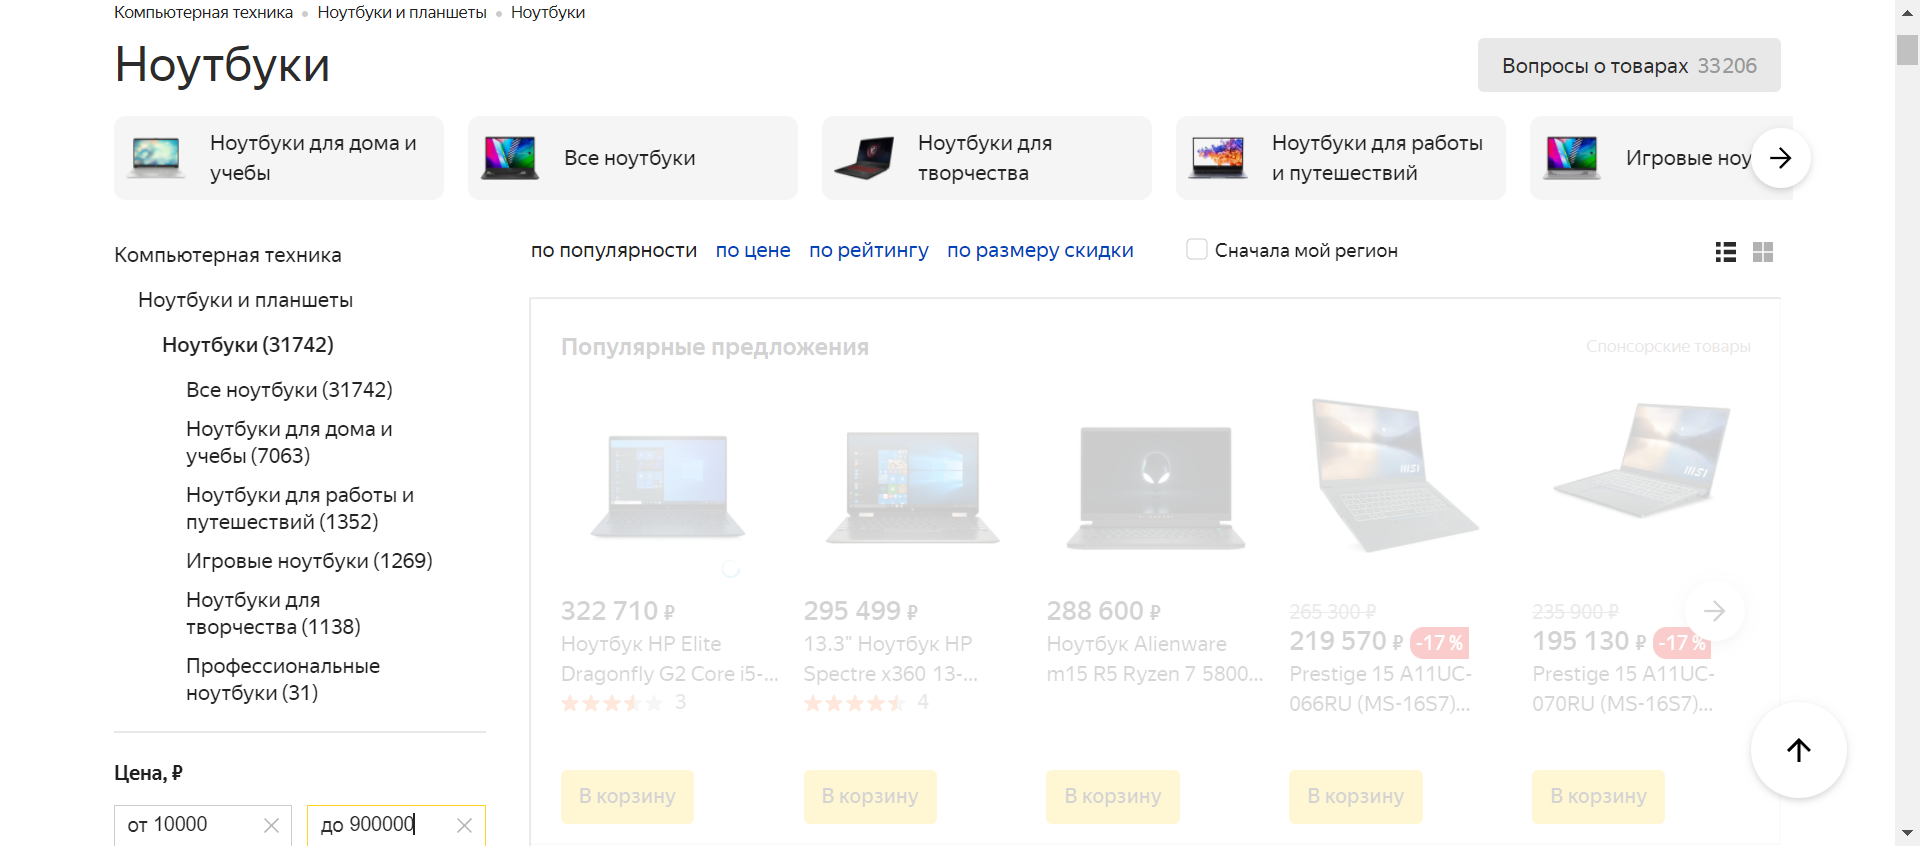 Компьютерная техника • Ноутбуки и планшеты • Ноутбуки
Ноутбуки
Вопросы о товарах 33 206
Ноутбуки для дома и
учебы
Все ноутбуки
Ноутбуки для
творчества
Ноутбуки для работы
и путешествий
Игровые ноу
Компьютерная техника
Ноутбуки и планшеты
Ноутбуки (31742)
Все ноутбуки (31742)
Ноутбуки для дома и
учебы (7063)
Ноутбуки для работы и
путешествий (1352)
Игровые ноутбуки (1269)
Ноутбуки для
творчества (1138)
Профессиональные
ноутбуки (31)
Цена, ₽
от 10000
до 900000
по популярности по цене по рейтингу по размеру скидки Сначала мой регион
Популярные предложения
Спонсорские товары
322 710 ₽
Ноутбук HP Elite
Dragonfly G2 Core i5-...
3
В корзину
295 499 ₽
13.3" Ноутбук HP
Spectre x360 13-...
4
В корзину
288 600 ₽
Ноутбук Alienware
m15 R5 Ryzen 7 5800...
В корзину
msi
265 300 ₽
219 570 ₽ -17 %
Prestige 15 A11UC-
066RU (MS-16S7)...
В корзину
msi
235 900 ₽
195 130 ₽ -17 %
Prestige 15 A11UC-
070RU (MS-16S7)...
В корзину